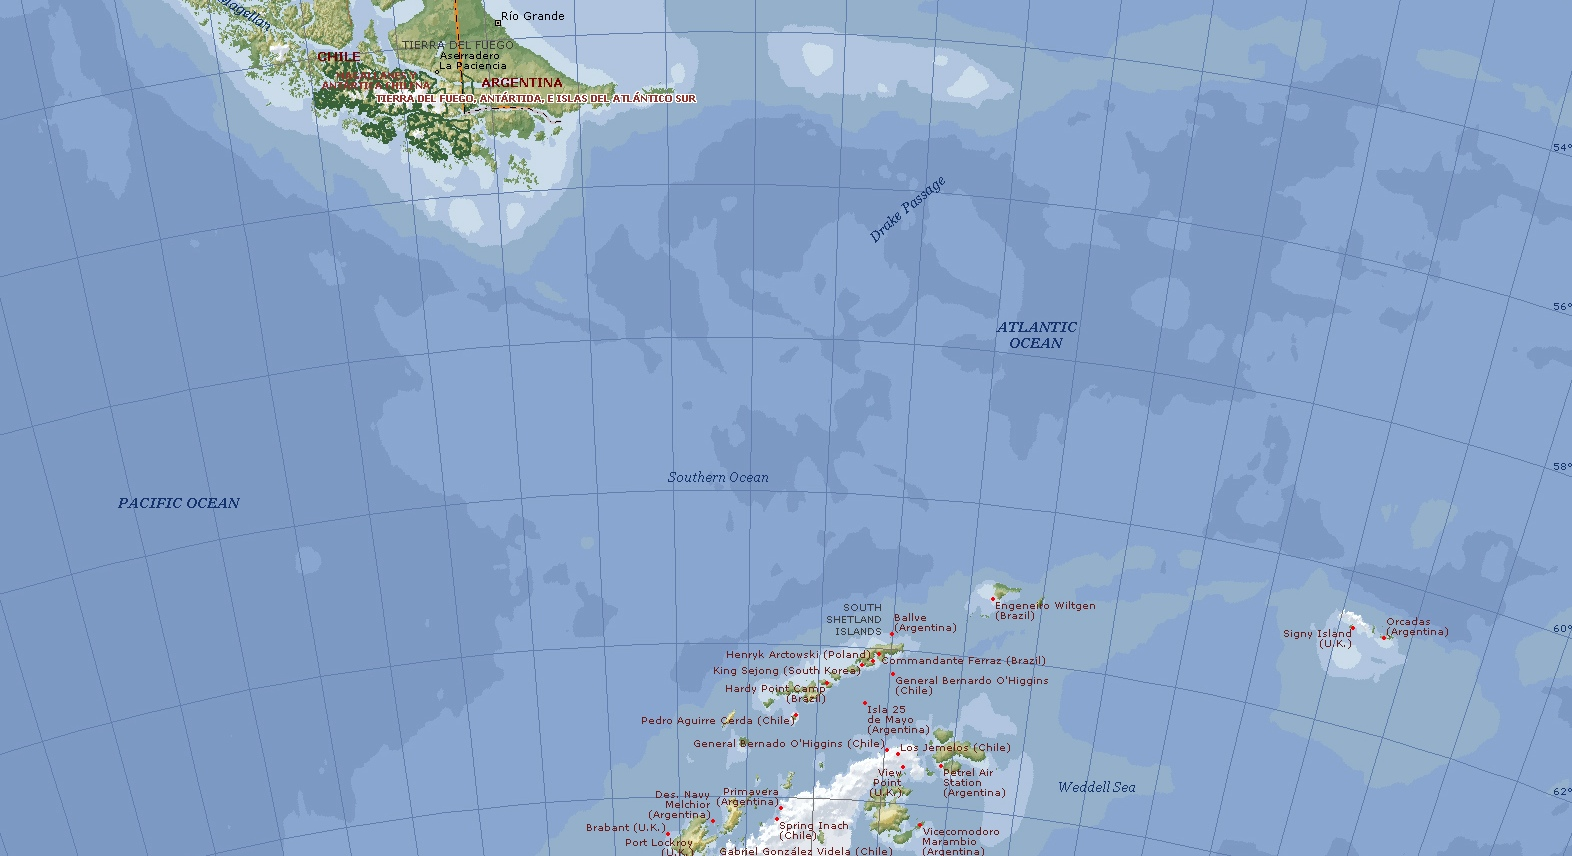 Magellan
Río Grande
TIERRA DEL FUEGO
CHILE
Aserradero
La Paciencia
ARGENTINA
TIERRA DEL FUEGO, ANTÁRTIDA, E ISLAS DEL ATLÁNTICO SUR
54°
Drake Passage
56°
ATLANTIC
OCEAN
58°
Southern Ocean
PACIFIC OCEAN
SOUTH
SHETLAND
ISLANDS
Ballve
(Argentina)
Engeneiro Wiltgen
(Brazil)
Signy Island
(U.K.)
Orcadas
(Argentina)
60°
Henryk Arctowski (Poland)
Commandante Ferraz (Brazil)
King Sejong (South Korea)
General Bernardo O'Higgins
(Chile)
Hardy Point Camp
(Brazil)
Isla 25
de Mayo
(Argentina)
Pedro Aguirre Cerda (Chile)
General Bernado O'Higgins (Chile)
Los Jemelos (Chile)
View
Point
(U.K.)
Petrel Air
Station
(Argentina)
Weddell Sea
62°
Des. Navy
Melchior
(Argentina)
Primavera
(Argentina)
Brabant (U.K.)
Spring Inach
(Chile)
Port Lockroy
(U.K.)
Vicecomodoro
Marambio
(Argentina)
Gabriel González Videla (Chile)